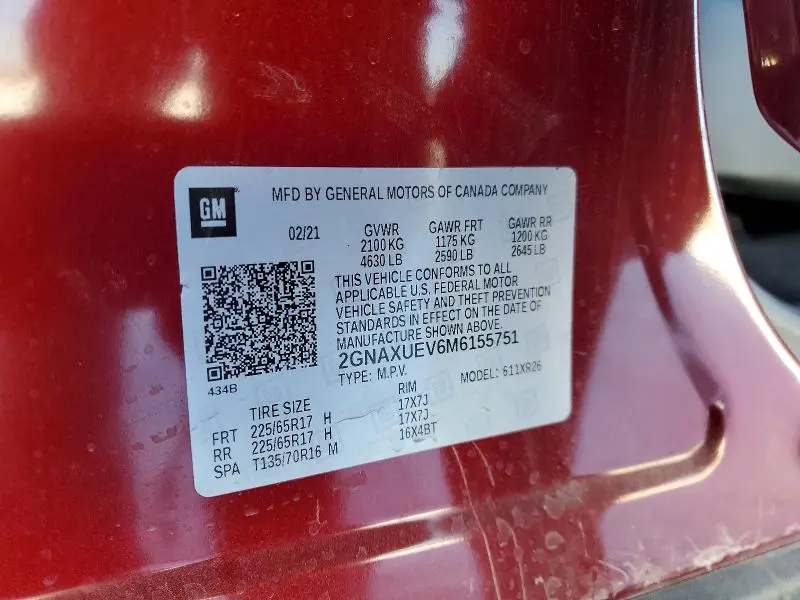 GM
MFD BY GENERAL MOTORS OF CANADA COMPANY
02/21 GVWR GAWR FRT GAWR RR
2100 KG 1175 KG 1200 KG
4630 LB 2590 LB 2645 LB
THIS VEHICLE CONFORMS TO ALL
APPLICABLE U.S. FEDERAL MOTOR
VEHICLE SAFETY AND THEFT PREVENTION
STANDARDS IN EFFECT ON THE DATE OF
MANUFACTURE SHOWN ABOVE.
2GNAXUEV6M6155751
434B TYPE: M.P.V. MODEL: 611XR26
TIRE SIZE RIM
FRT 225/65R17 H 17X7J
RR 225/65R17 H 17X7J
SPA T135/70R16 M 16X4BT